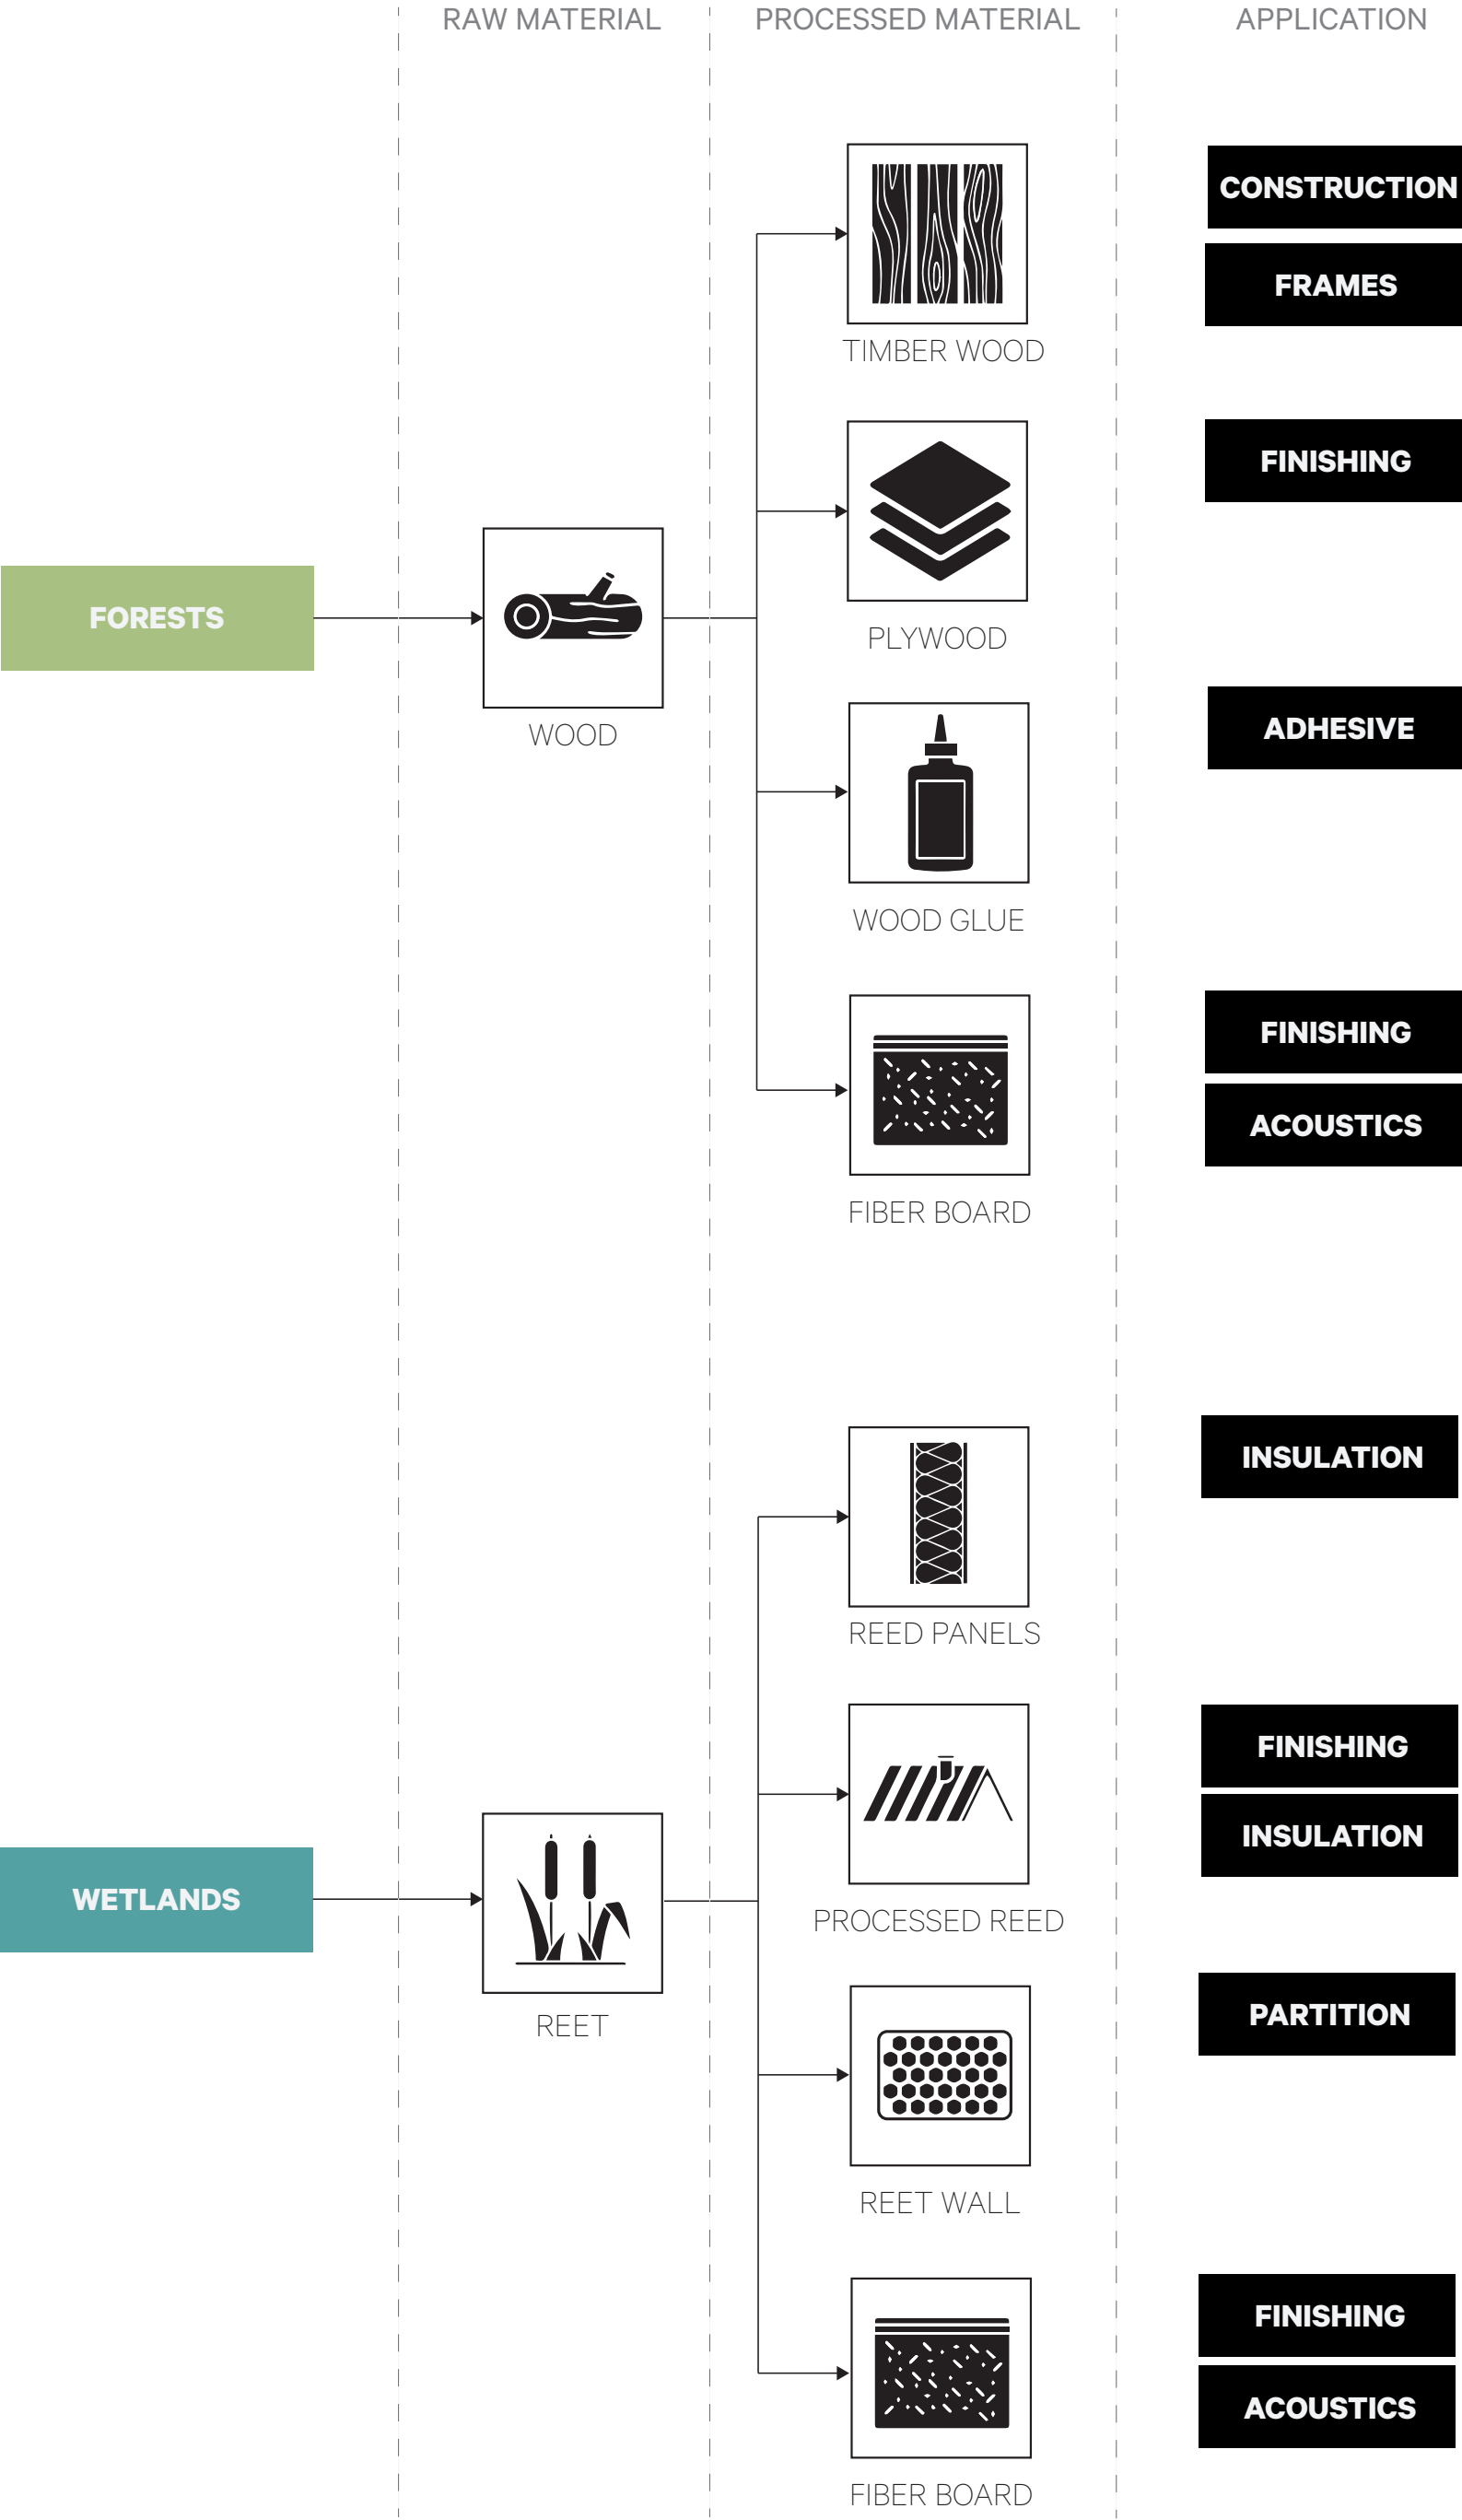 RAW MATERIAL
PROCESSED MATERIAL
APPLICATION
CONSTRUCTION
FRAMES
TIMBER WOOD
FINISHING
FORESTS
PLYWOOD
WOOD
ADHESIVE
WOOD GLUE
FINISHING
ACOUSTICS
FIBER BOARD
INSULATION
REED PANELS
FINISHING
INSULATION
WETLANDS
PROCESSED REED
REET
PARTITION
REET WALL
FINISHING
ACOUSTICS
FIBER BOARD